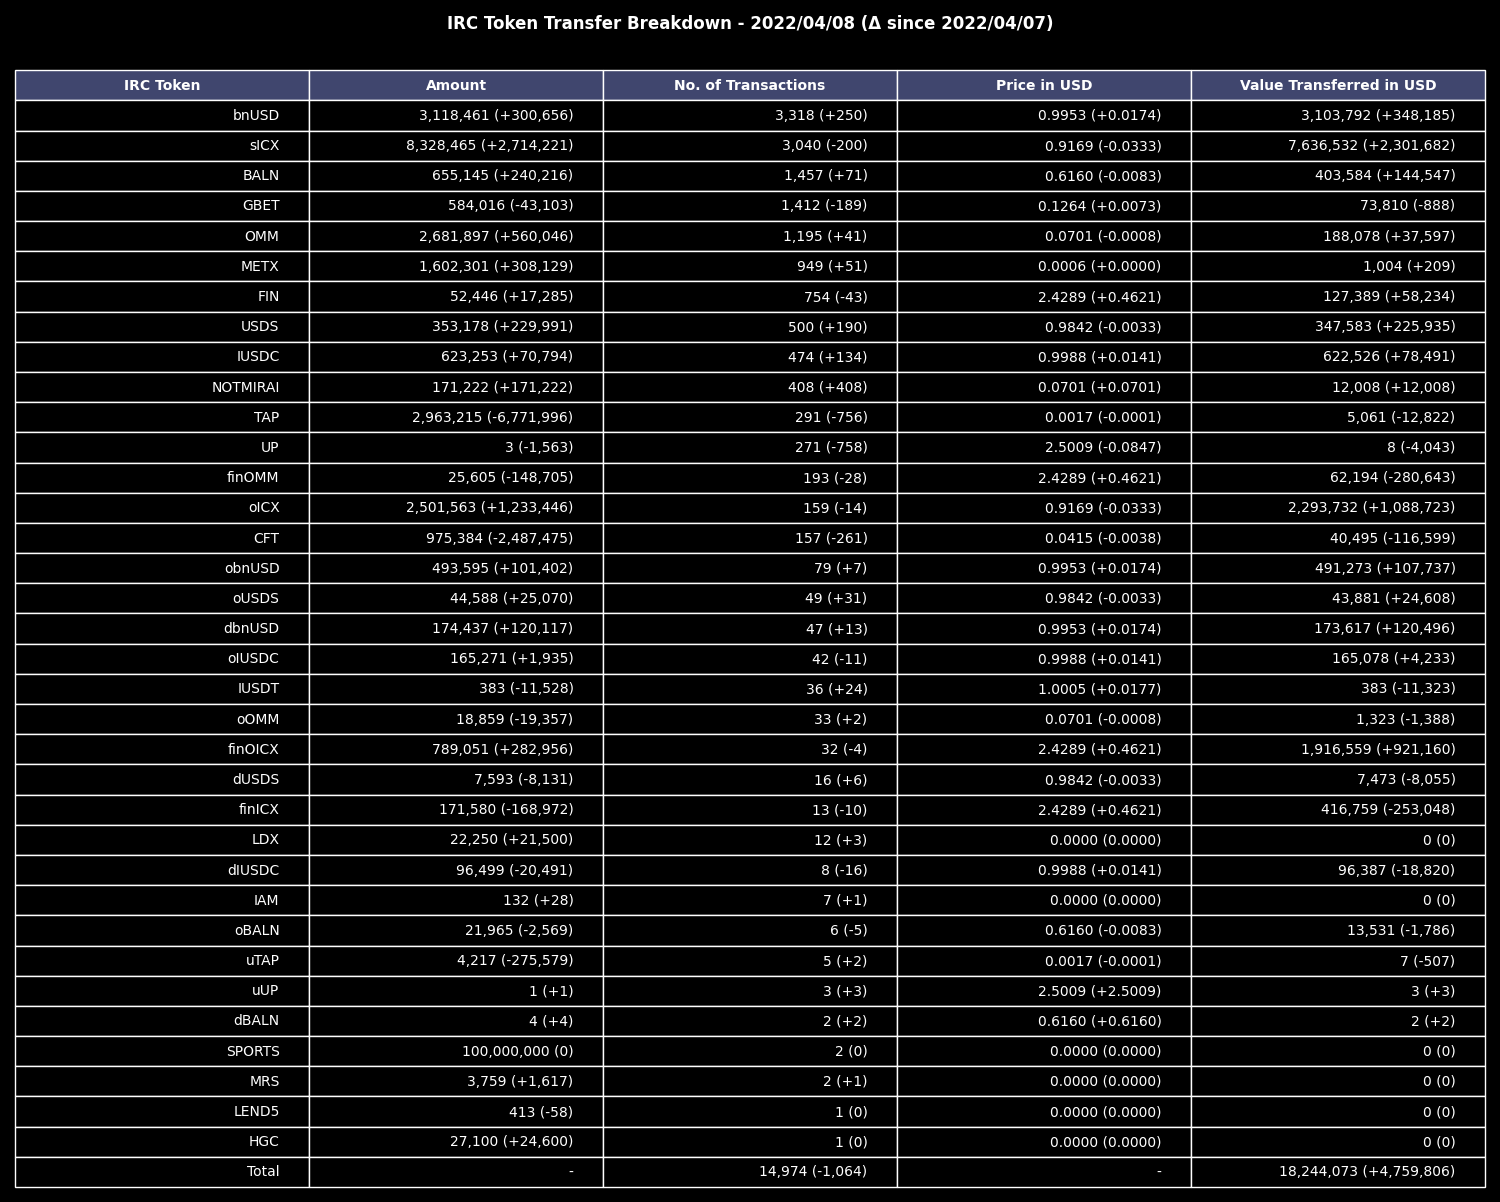 IRC Token Transfer Breakdown - 2022/04/08 (Δ since 2022/04/07)
IRC Token Amount No. of Transactions Price in USD Value Transferred in USD
bnUSD 3,118,461 (+300,656) 3,318 (+250) 0.9953 (+0.0174) 3,103,792 (+348,185)
sICX 8,328,465 (+2,714,221) 3,040 (-200) 0.9169 (-0.0333) 7,636,532 (+2,301,682)
BALN 655,145 (+240,216) 1,457 (+71) 0.6160 (-0.0083) 403,584 (+144,547)
GBET 584,016 (-43,103) 1,412 (-189) 0.1264 (+0.0073) 73,810 (-888)
OMM 2,681,897 (+560,046) 1,195 (+41) 0.0701 (-0.0008) 188,078 (+37,597)
METX 1,602,301 (+308,129) 949 (+51) 0.0006 (+0.0000) 1,004 (+209)
FIN 52,446 (+17,285) 754 (-43) 2.4289 (+0.4621) 127,389 (+58,234)
USDS 353,178 (+229,991) 500 (+190) 0.9842 (-0.0033) 347,583 (+225,935)
IUSDC 623,253 (+70,794) 474 (+134) 0.9988 (+0.0141) 622,526 (+78,491)
NOTMIRAI 171,222 (+171,222) 408 (+408) 0.0701 (+0.0701) 12,008 (+12,008)
TAP 2,963,215 (-6,771,996) 291 (-756) 0.0017 (-0.0001) 5,061 (-12,822)
UP 3 (-1,563) 271 (-758) 2.5009 (-0.0847) 8 (-4,043)
finOMM 25,605 (-148,705) 193 (-28) 2.4289 (+0.4621) 62,194 (-280,643)
oICX 2,501,563 (+1,233,446) 159 (-14) 0.9169 (-0.0333) 2,293,732 (+1,088,723)
CFT 975,384 (-2,487,475) 157 (-261) 0.0415 (-0.0038) 40,495 (-116,599)
obnUSD 493,595 (+101,402) 79 (+7) 0.9953 (+0.0174) 491,273 (+107,737)
oUSDS 44,588 (+25,070) 49 (+31) 0.9842 (-0.0033) 43,881 (+24,608)
dbnUSD 174,437 (+120,117) 47 (+13) 0.9953 (+0.0174) 173,617 (+120,496)
oIUSDC 165,271 (+1,935) 42 (-11) 0.9988 (+0.0141) 165,078 (+4,233)
IUSDT 383 (-11,528) 36 (+24) 1.0005 (+0.0177) 383 (-11,323)
oOMM 18,859 (-19,357) 33 (+2) 0.0701 (-0.0008) 1,323 (-1,388)
finOICX 789,051 (+282,956) 32 (-4) 2.4289 (+0.4621) 1,916,559 (+921,160)
dUSDS 7,593 (-8,131) 16 (+6) 0.9842 (-0.0033) 7,473 (-8,055)
finICX 171,580 (-168,972) 13 (-10) 2.4289 (+0.4621) 416,759 (-253,048)
LDX 22,250 (+21,500) 12 (+3) 0.0000 (0.0000) 0 (0)
dIUSDC 96,499 (-20,491) 8 (-16) 0.9988 (+0.0141) 96,387 (-18,820)
IAM 132 (+28) 7 (+1) 0.0000 (0.0000) 0 (0)
oBALN 21,965 (-2,569) 6 (-5) 0.6160 (-0.0083) 13,531 (-1,786)
uTAP 4,217 (-275,579) 5 (+2) 0.0017 (-0.0001) 7 (-507)
uUP 1 (+1) 3 (+3) 2.5009 (+2.5009) 3 (+3)
dBALN 4 (+4) 2 (+2) 0.6160 (+0.6160) 2 (+2)
SPORTS 100,000,000 (0) 2 (0) 0.0000 (0.0000) 0 (0)
MRS 3,759 (+1,617) 2 (+1) 0.0000 (0.0000) 0 (0)
LEND5 413 (-58) 1 (0) 0.0000 (0.0000) 0 (0)
HGC 27,100 (+24,600) 1 (0) 0.0000 (0.0000) 0 (0)
Total - 14,974 (-1,064) - 18,244,073 (+4,759,806)